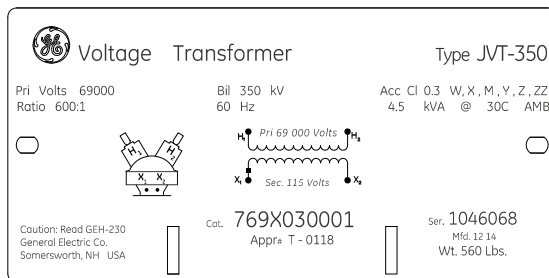 GE
Voltage Transformer Type JVT-350
Pri Volts 69000 Bil 350 kV Acc Cl 0.3 W, X, M, Y, Z, ZZ
Ratio 600:1 60 Hz 4.5 kVA @ 30C AMB
H1 H2
X1 X2
H1 Pri 69 000 Volts H2
X1 Sec. 115 Volts X2
Cat. 769X030001
Appr# T - 0118
Ser. 1046068
Mfd. 12 14
Wt. 560 Lbs.
Caution: Read GEH-230
General Electric Co.
Somersworth, NH USA